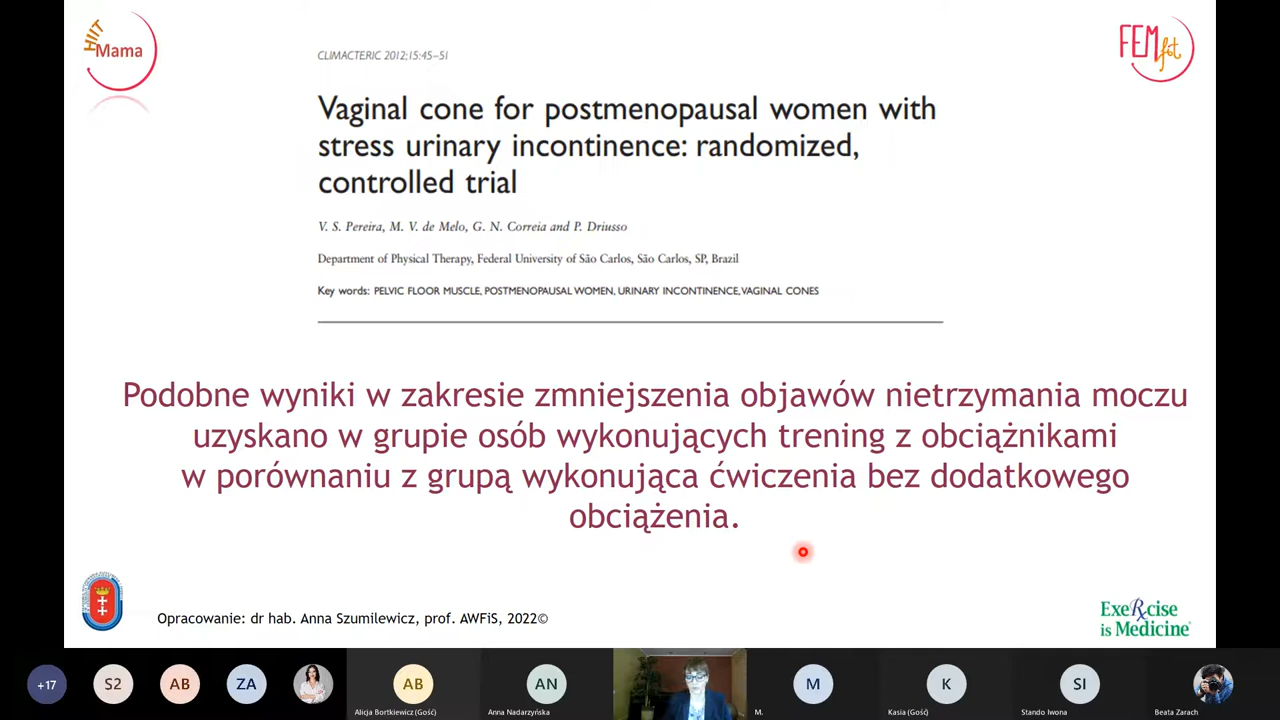 HIIT
Mama
FEM
fit
CLIMACTERIC 2012;15:45–51
Vaginal cone for postmenopausal women with
stress urinary incontinence: randomized,
controlled trial
V. S. Pereira, M. V. de Melo, G. N. Correia and P. Driusso
Department of Physical Therapy, Federal University of São Carlos, São Carlos, SP, Brazil
Key words: PELVIC FLOOR MUSCLE, POSTMENOPAUSAL WOMEN, URINARY INCONTINENCE, VAGINAL CONES
Podobne wyniki w zakresie zmniejszenia objawów nietrzymania moczu
uzyskano w grupie osób wykonujących trening z obciążnikami
w porównaniu z grupą wykonująca ćwiczenia bez dodatkowego
obciążenia.
Opracowanie: dr hab. Anna Szumilewicz, prof. AWFiS, 2022©
ExeRcise
is Medicine®
+17
S2
AB
ZA
AB
AN
M
K
SI
Alicja Bortkiewicz (Gość)
Anna Nadarzyńska
M.
Kasia (Gość)
Stando Iwona
Beata Zarach